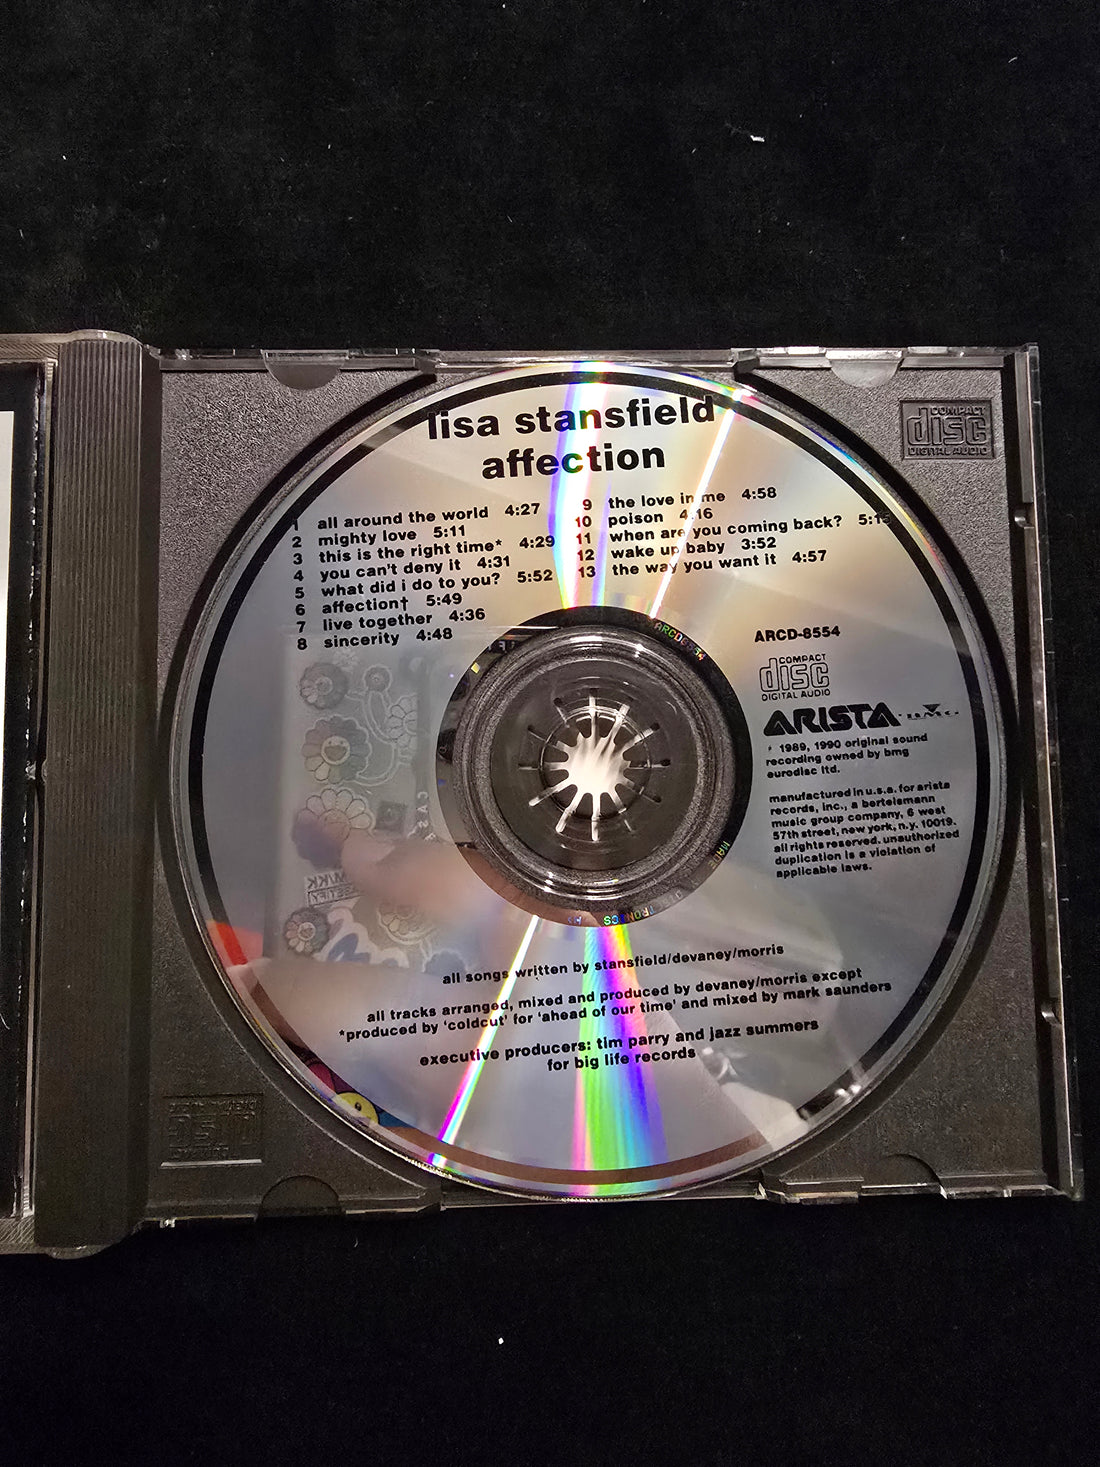 lisa stansfield
affection
1 all around the world 4:27
2 mighty love 5:11
3 this is the right time* 4:29
4 you can't deny it 4:31
5 what did i do to you? 5:52
6 affection† 5:49
7 live together 4:36
8 sincerity 4:48
9 the love in me 4:58
10 poison 4:16
11 when are you coming back?
12 wake up baby 3:52
13 the way you want it 4:57
COMPACT
disc
DIGITAL AUDIO
ARCD8554
ARCD-8554
COMPACT
disc
DIGITAL AUDIO
ARISTA BMG
1989, 1990 original sound
recording owned by bmg
eurodisc ltd.
manufactured in u.s.a. for arista
records, inc., a bertelsmann
music group company, 6 west
57th street, new york, n.y. 10019.
all rights reserved. unauthorized
duplication is a violation of
applicable laws.
all songs written by stansfield/devaney/morris
all tracks arranged, mixed and produced by devaney/morris except
*produced by 'coldcut' for 'ahead of our time' and mixed by mark saunders
executive producers: tim parry and jazz summers
for big life records